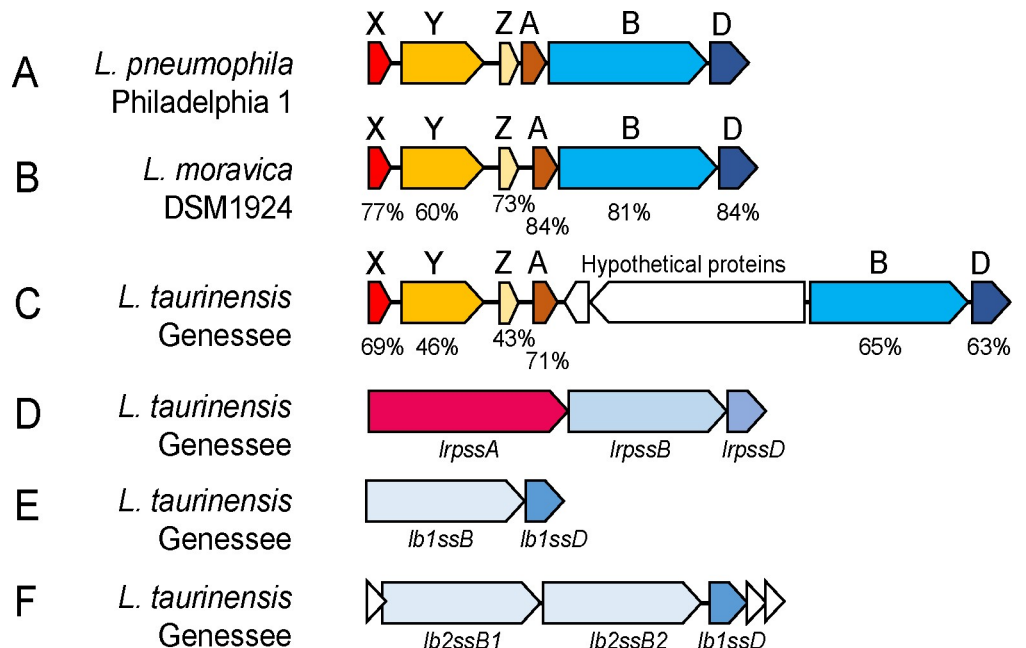 X Y Z A B D
A L. pneumophila
Philadelphia 1
X Y Z A B D
B L. moravica
DSM1924
77% 60% 73% 84% 81% 84%
X Y Z A Hypothetical proteins B D
C L. taurinensis
Genessee
69% 46% 43% 71% 65% 63%
D L. taurinensis
Genessee
lrpssA lrpssB lrpssD
E L. taurinensis
Genessee
lb1ssB lb1ssD
F L. taurinensis
Genessee
lb2ssB1 lb2ssB2 lb1ssD